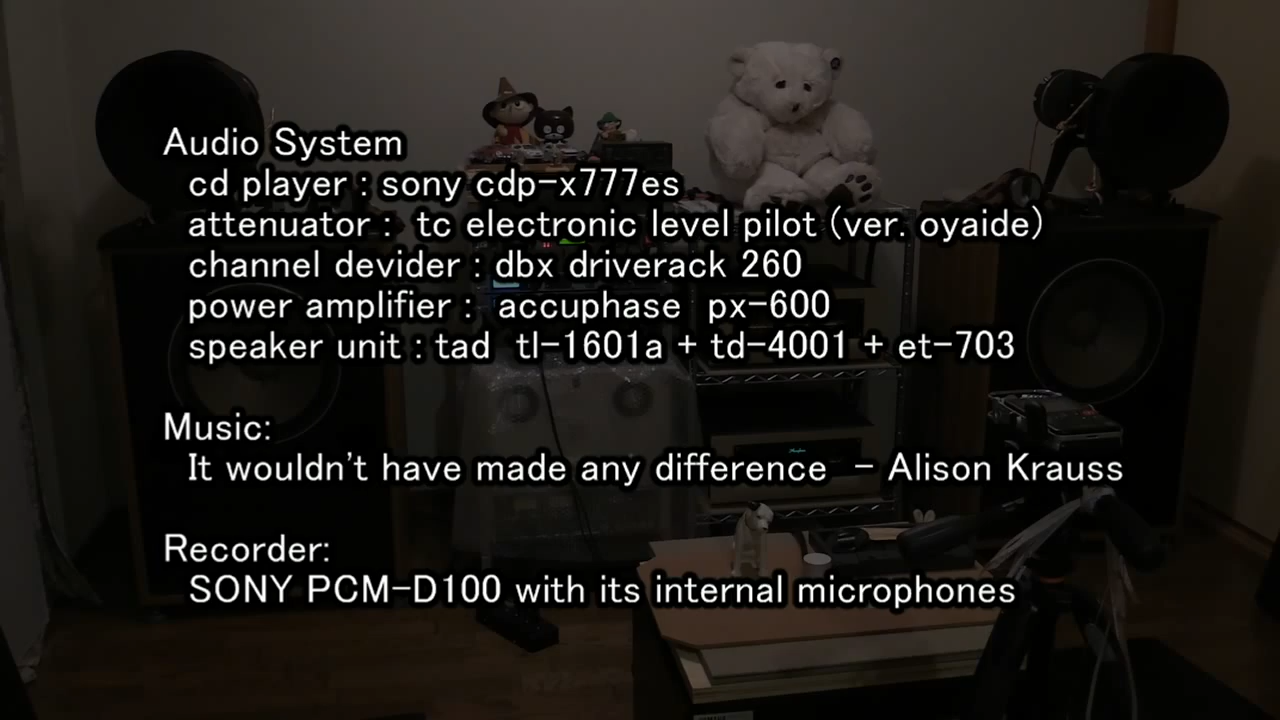 Audio System
cd player : sony cdp-x777es
attenuator : tc electronic level pilot (ver. oyaide)
channel devider : dbx driverack 260
power amplifier : accuphase px-600
speaker unit : tad tl-1601a + td-4001 + et-703
Music:
It wouldn't have made any difference - Alison Krauss
Recorder:
SONY PCM-D100 with its internal microphones